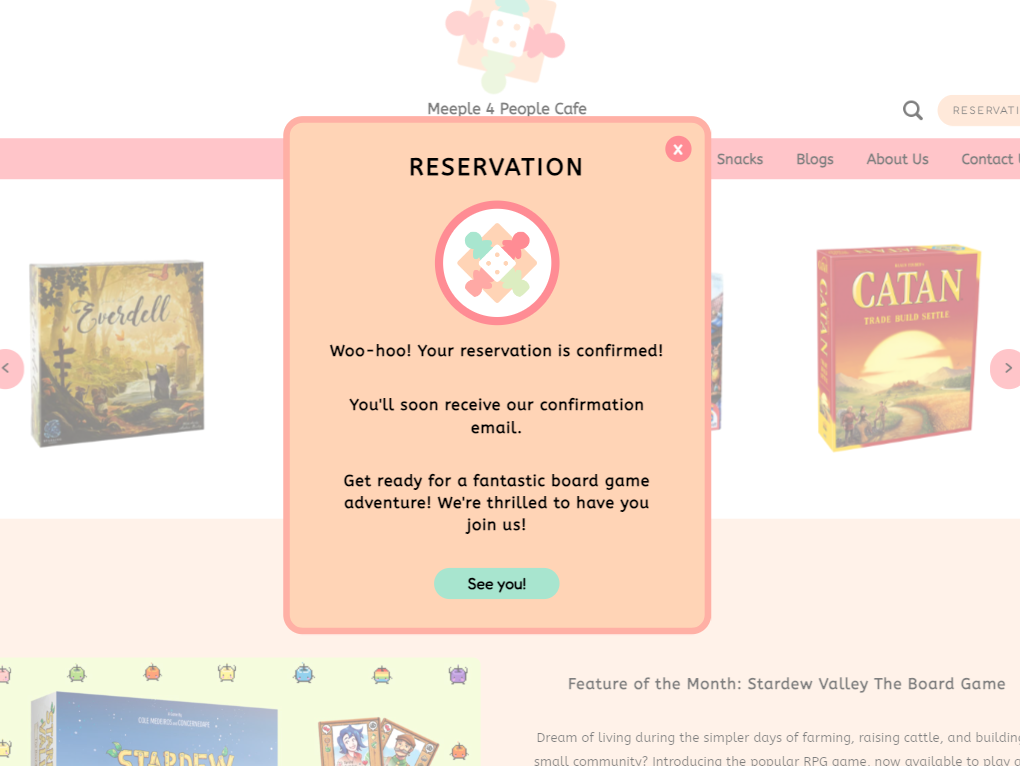 Meeple 4 People Cafe
RESERVATI
Snacks Blogs About Us Contact
RESERVATION
x
Everdell
CATAN
TRADE BUILD SETTLE
Woo-hoo! Your reservation is confirmed!
You'll soon receive our confirmation
email.
Get ready for a fantastic board game
adventure! We're thrilled to have you
join us!
See you!
Feature of the Month: Stardew Valley The Board Game
STARDEW
Dream of living during the simpler days of farming, raising cattle, and building
small community? Introducing the popular RPG game, now available to play